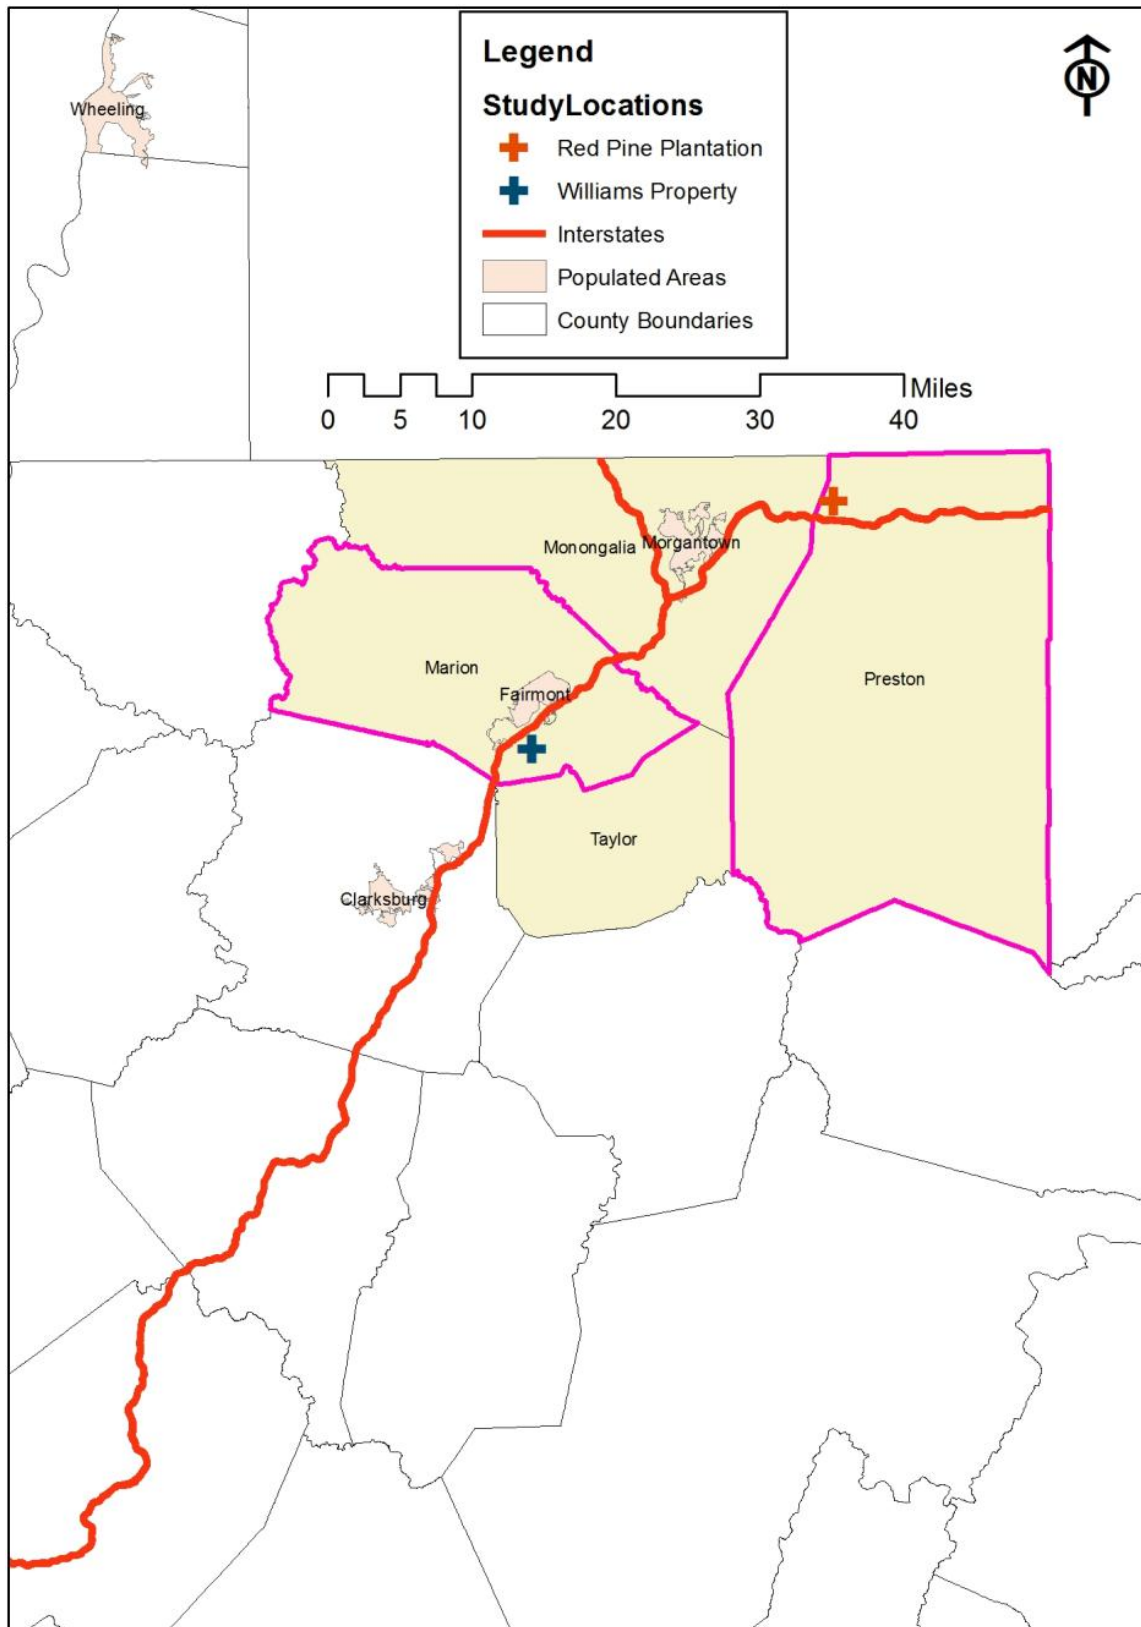 Legend
StudyLocations
Red Pine Plantation
Williams Property
Interstates
Populated Areas
County Boundaries
N
Wheeling
Miles
0 5 10 20 30 40
Monongalia
Morgantown
Marion
Fairmont
Preston
Taylor
Clarksburg